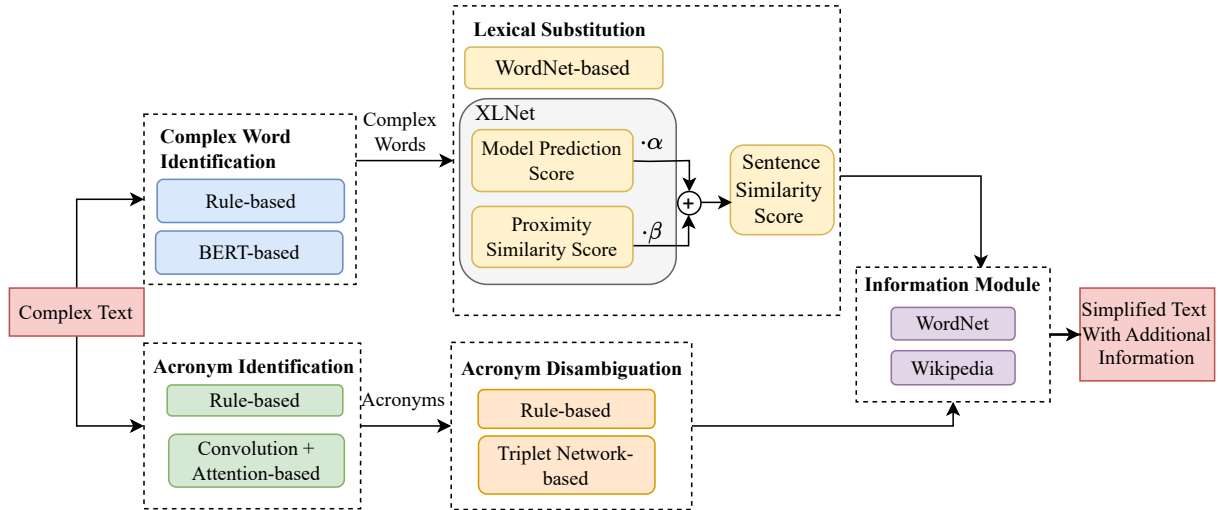 Complex Text
Complex Word
Identification
Rule-based
BERT-based
Complex
Words
Lexical Substitution
WordNet-based
XLNet
Model Prediction
Score
·α
Proximity
Similarity Score
·β
+
Sentence
Similarity
Score
Acronym Identification
Rule-based
Convolution +
Attention-based
Acronyms
Acronym Disambiguation
Rule-based
Triplet Network-
based
Information Module
WordNet
Wikipedia
Simplified Text
With Additional
Information